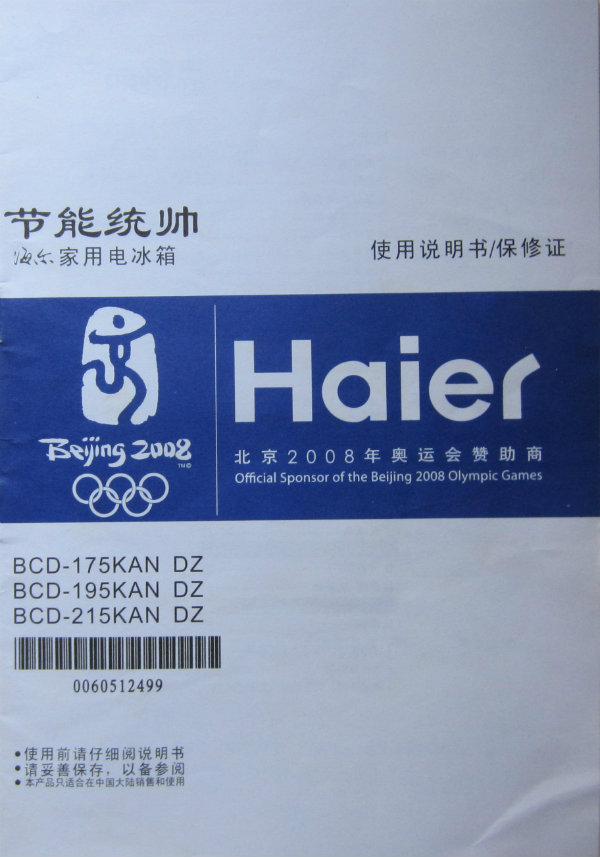 节能统帅
海尔家用电冰箱
使用说明书/保修证
Beijing 2008
TM©
Haier
北京2008年奥运会赞助商
Official Sponsor of the Beijing 2008 Olympic Games
BCD-175KAN DZ
BCD-195KAN DZ
BCD-215KAN DZ
0060512499
•使用前请仔细阅说明书
•请妥善保存，以备参阅
•本产品只适合在中国大陆销售和使用